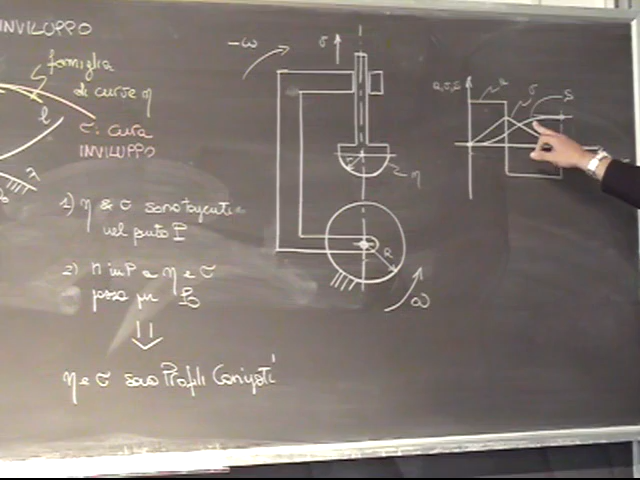 INVILUPPO
famiglia
di curve η
l
σ: curva
INVILUPPO
λ
1) η & σ sono tangenti
nel punto P
2) n in P a η e σ
passa per
⇓
η e σ sono Profili Coniugati
-ω
σ
r
η
R
ω
a,v,s
a
v
s